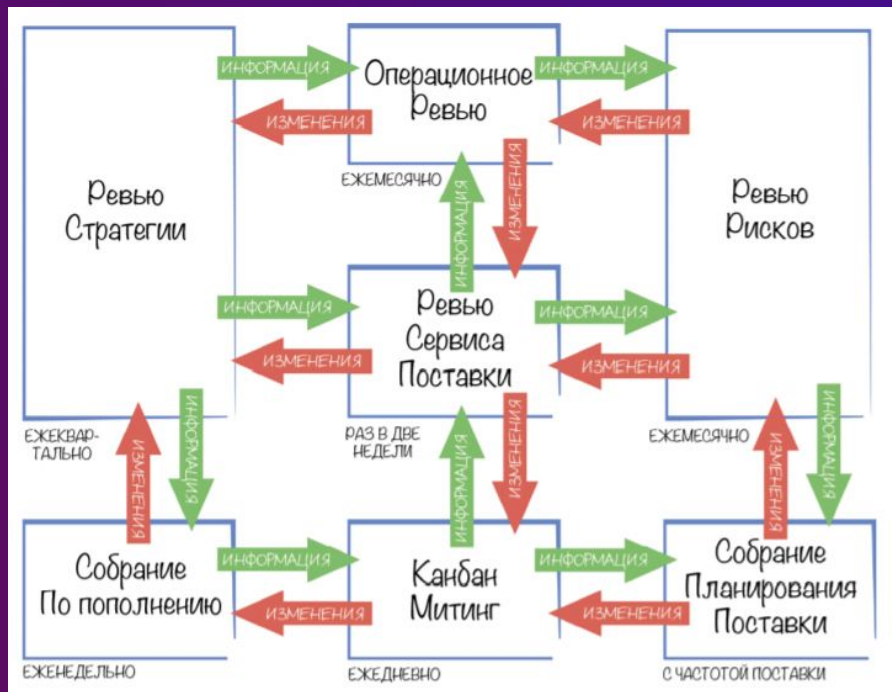 ИНФОРМАЦИЯ
ИЗМЕНЕНИЯ
Операционное
Ревью
ЕЖЕМЕСЯЧНО
ИНФОРМАЦИЯ
ИЗМЕНЕНИЯ
Ревью
Стратегии
ЕЖЕКВАР-
ТАЛЬНО
ИНФОРМАЦИЯ
ИЗМЕНЕНИЯ
Ревью
Рисков
ЕЖЕМЕСЯЧНО
ИНФОРМАЦИЯ
ИЗМЕНЕНИЯ
Ревью
Сервиса
Поставки
РАЗ В ДВЕ
НЕДЕЛИ
ИНФОРМАЦИЯ
ИЗМЕНЕНИЯ
ИЗМЕНЕНИЯ
ИНФОРМАЦИЯ
ИНФОРМАЦИЯ
ИЗМЕНЕНИЯ
ИЗМЕНЕНИЯ
ИНФОРМАЦИЯ
Собрание
По пополнению
ЕЖЕНЕДЕЛЬНО
ИНФОРМАЦИЯ
ИЗМЕНЕНИЯ
Канбан
Митинг
ЕЖЕДНЕВНО
ИНФОРМАЦИЯ
ИЗМЕНЕНИЯ
Собрание
Планирования
Поставки
С ЧАСТОТОЙ ПОСТАВКИ